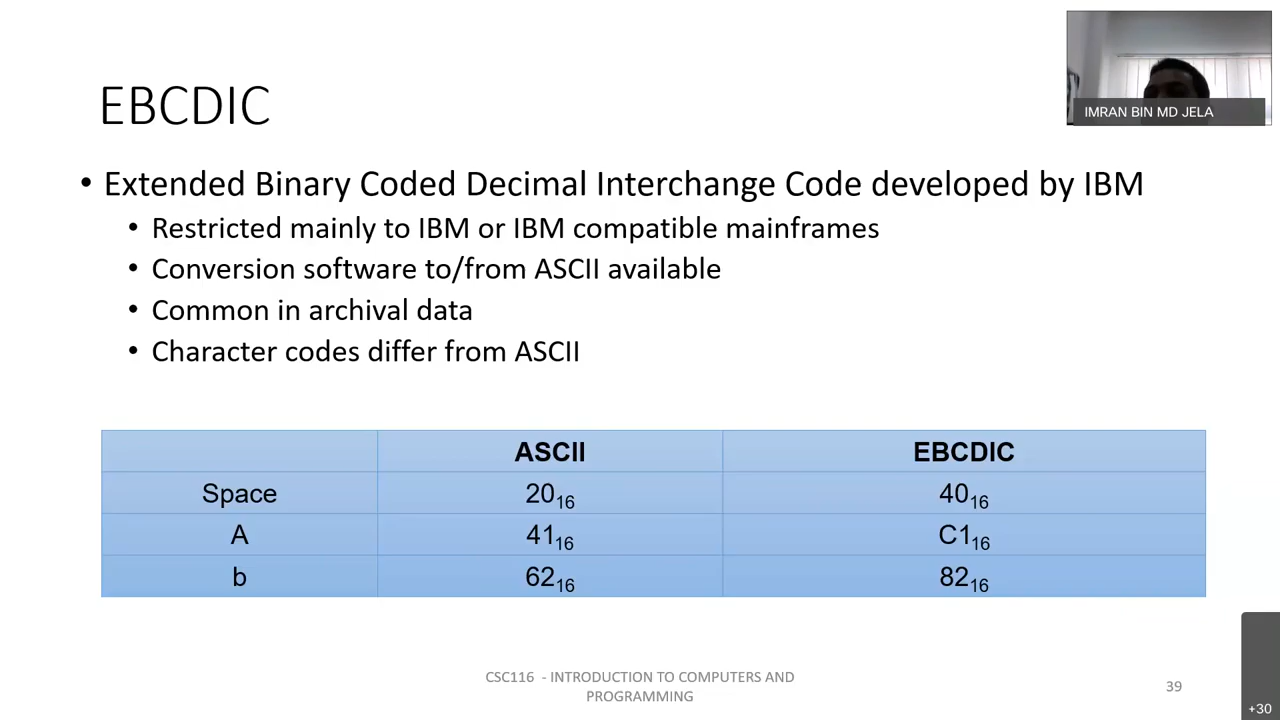 IMRAN BIN MD JELA
EBCDIC
• Extended Binary Coded Decimal Interchange Code developed by IBM
• Restricted mainly to IBM or IBM compatible mainframes
• Conversion software to/from ASCII available
• Common in archival data
• Character codes differ from ASCII
ASCII EBCDIC
Space 20₁₆ 40₁₆
A 41₁₆ C1₁₆
b 62₁₆ 82₁₆
CSC116 - INTRODUCTION TO COMPUTERS AND
PROGRAMMING
39
+30